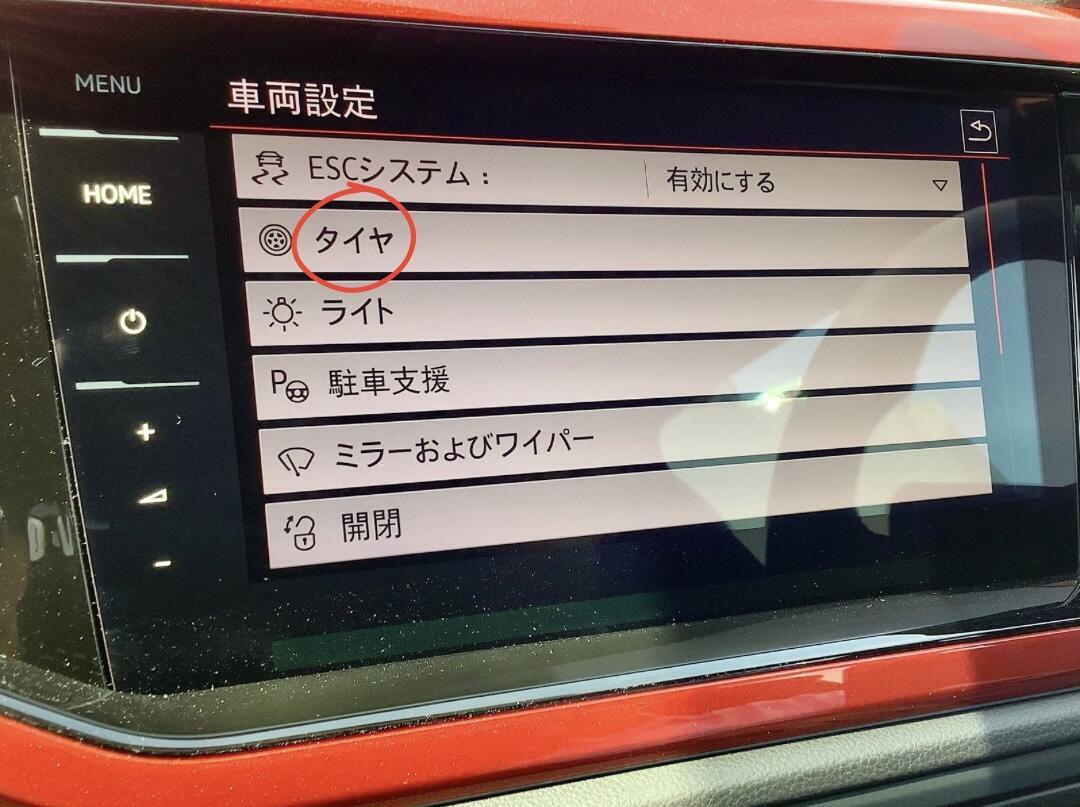 MENU
車両設定
HOME
ESCシステム： 有効にする
タイヤ
ライト
駐車支援
ミラーおよびワイパー
開閉